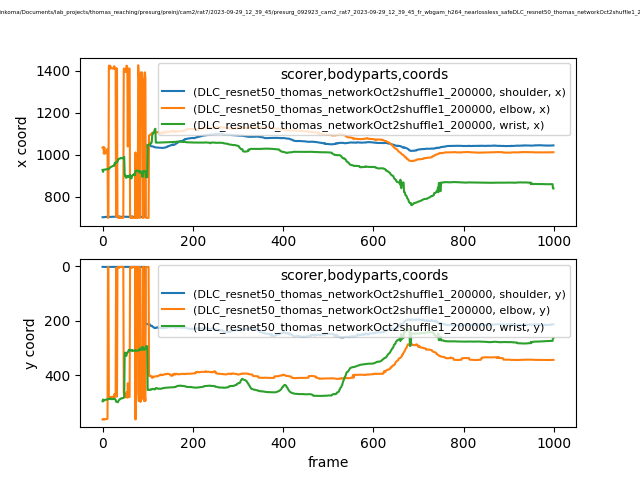 inkoma/Documents/lab_projects/thomas_reaching/presurg/preinj/cam2/rat7/2023-09-29_12_39_45/presurg_092923_cam2_rat7_2023-09-29_12_39_45_fr_wbgam_h264_nearlossless_safeDLC_resnet50_thomas_networkOct2shuffle1_2
1400
1200
1000
800
x coord
scorer,bodyparts,coords
(DLC_resnet50_thomas_networkOct2shuffle1_200000, shoulder, x)
(DLC_resnet50_thomas_networkOct2shuffle1_200000, elbow, x)
(DLC_resnet50_thomas_networkOct2shuffle1_200000, wrist, x)
0 200 400 600 800 1000
0
200
400
y coord
scorer,bodyparts,coords
(DLC_resnet50_thomas_networkOct2shuffle1_200000, shoulder, y)
(DLC_resnet50_thomas_networkOct2shuffle1_200000, elbow, y)
(DLC_resnet50_thomas_networkOct2shuffle1_200000, wrist, y)
0 200 400 600 800 1000
frame